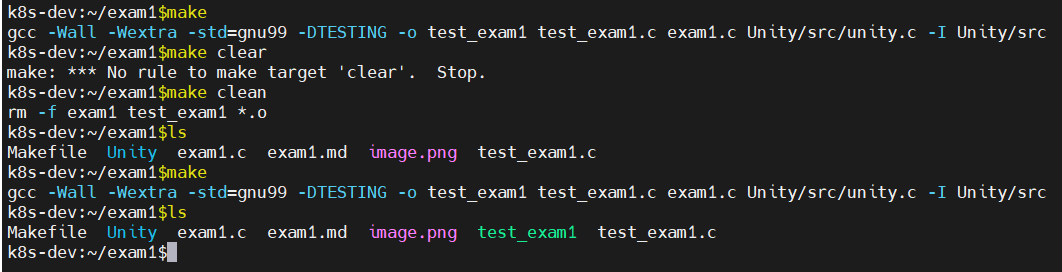 k8s-dev:~/exam1$make
gcc -Wall -Wextra -std=gnu99 -DTESTING -o test_exam1 test_exam1.c exam1.c Unity/src/unity.c -I Unity/src
k8s-dev:~/exam1$make clear
make: *** No rule to make target 'clear'.  Stop.
k8s-dev:~/exam1$make clean
rm -f exam1 test_exam1 *.o
k8s-dev:~/exam1$ls
Makefile  Unity  exam1.c  exam1.md  image.png  test_exam1.c
k8s-dev:~/exam1$make
gcc -Wall -Wextra -std=gnu99 -DTESTING -o test_exam1 test_exam1.c exam1.c Unity/src/unity.c -I Unity/src
k8s-dev:~/exam1$ls
Makefile  Unity  exam1.c  exam1.md  image.png  test_exam1  test_exam1.c
k8s-dev:~/exam1$